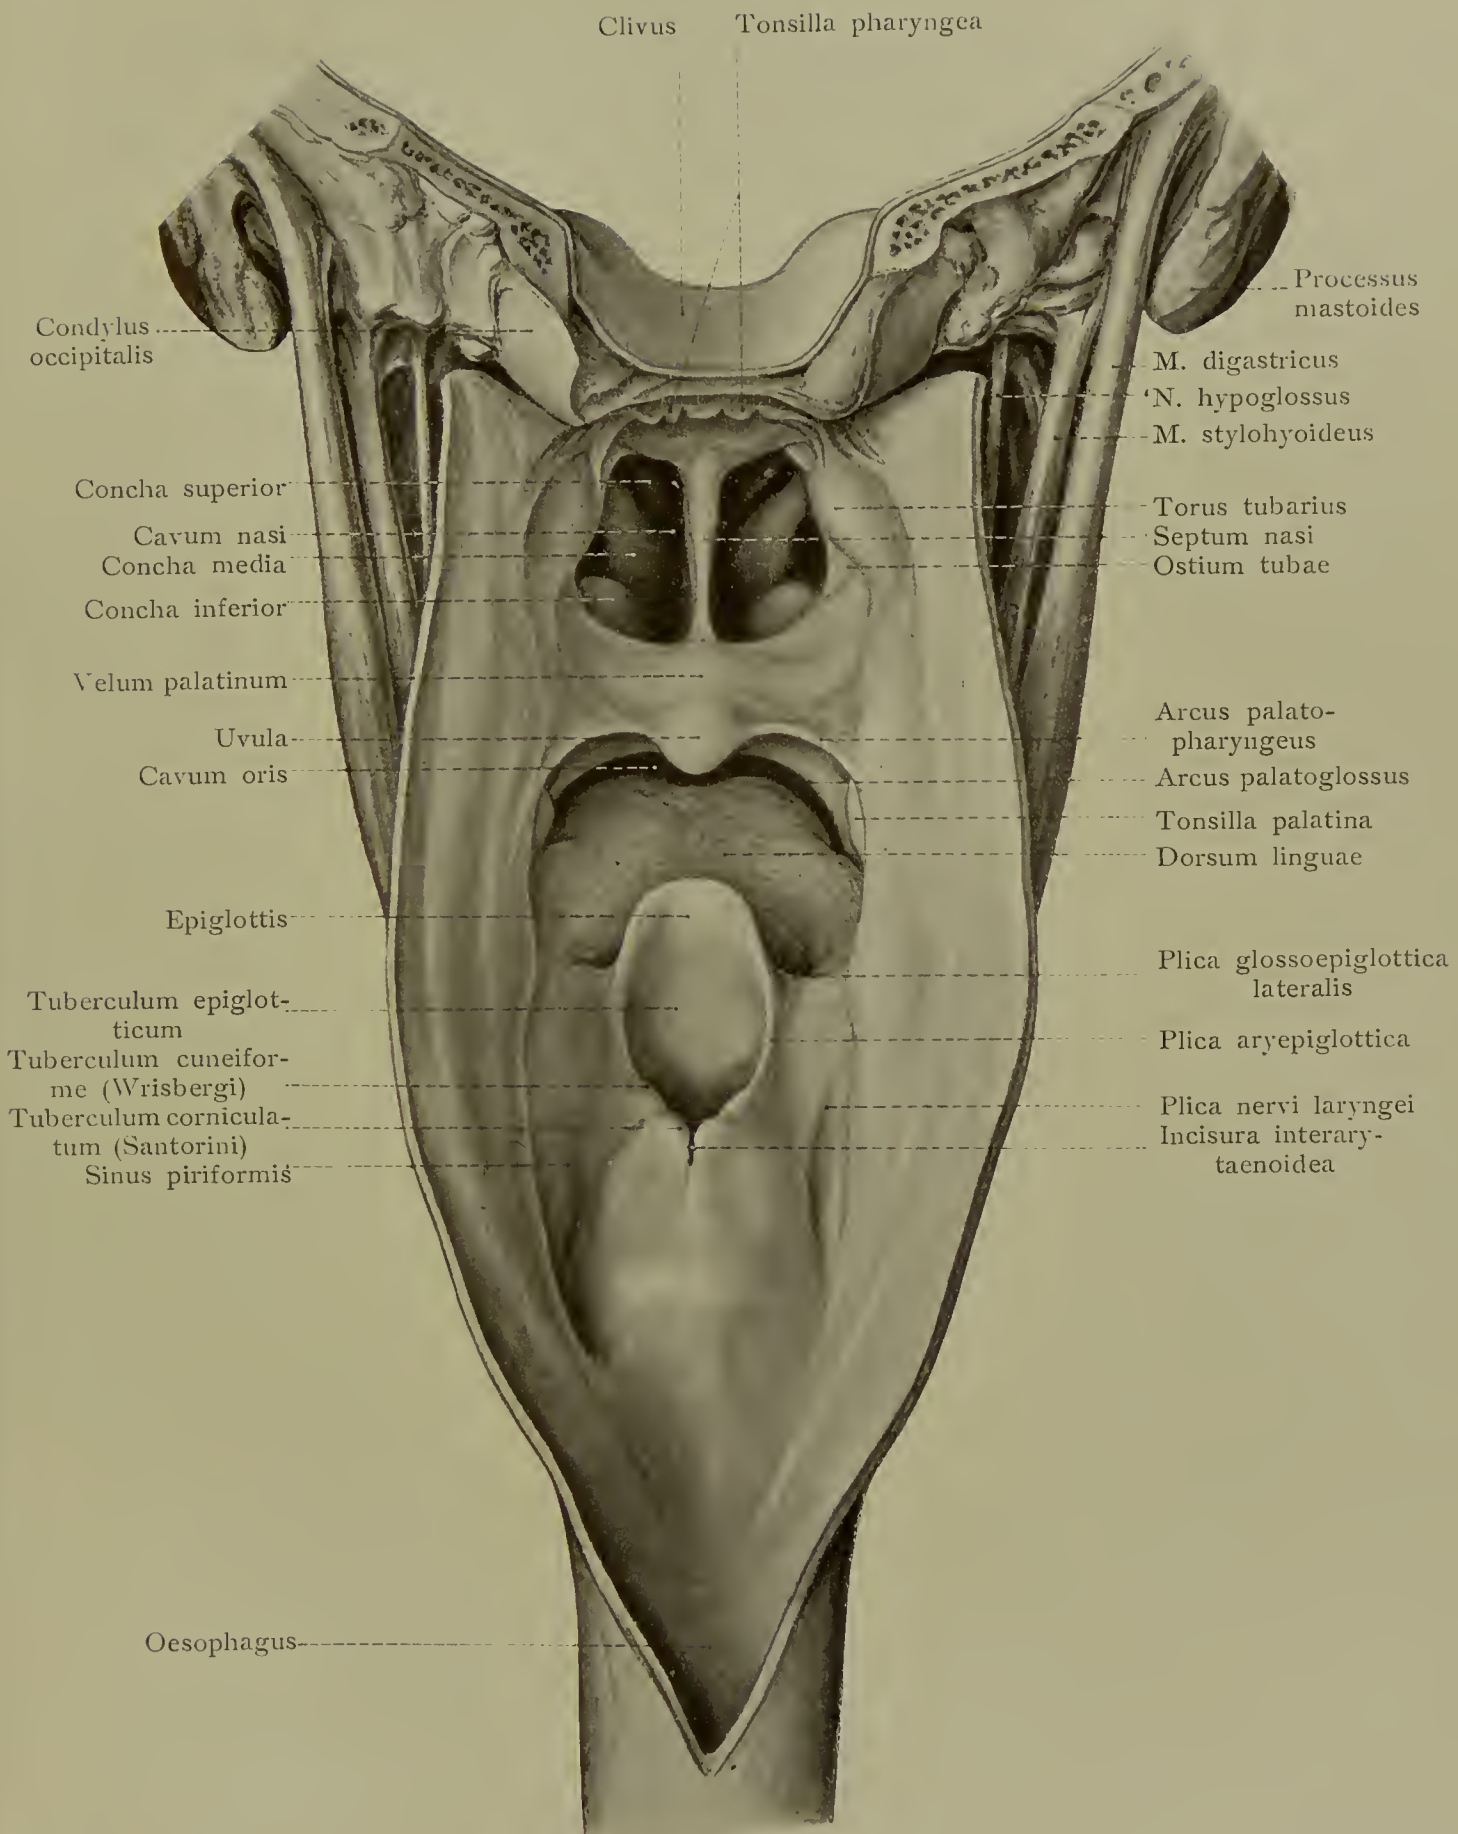 Clivus Tonsilla pharyngea
Condylus
occipitalis
Concha superior
Cavum nasi
Concha media
Concha inferior
Velum palatinum
Uvula
Cavum oris
Epiglottis
Tuberculum epiglot-
ticum
Tuberculum cuneifor-
me (Wrisbergi)
Tuberculum cornicula-
tum (Santorini)
Sinus piriformis
Oesophagus
Processus
mastoides
M. digastricus
N. hypoglossus
M. stylohyoideus
Torus tubarius
Septum nasi
Ostium tubae
Arcus palato-
pharyngeus
Arcus palatoglossus
Tonsilla palatina
Dorsum linguae
Plica glossoepiglottica
lateralis
Plica aryepiglottica
Plica nervi laryngei
Incisura interary-
taenoidea